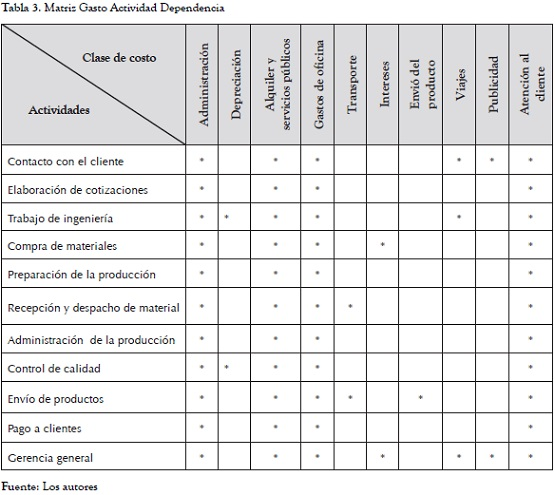 Tabla 3. Matriz Gasto Actividad Dependencia
Clase de costo
Actividades
Administración
Depreciación
Alquiler y
servicios públicos
Gastos de oficina
Transporte
Intereses
Envió del
producto
Viajes
Publicidad
Atención al
cliente
Contacto con el cliente * * * * * *
Elaboración de cotizaciones * * * *
Trabajo de ingeniería * * * * * *
Compra de materiales * * * * *
Preparación de la producción * * * *
Recepción y despacho de material * * * * *
Administración de la producción * * * *
Control de calidad * * * * *
Envío de productos * * * * * *
Pago a clientes * * * *
Gerencia general * * * * * * *
Fuente: Los autores